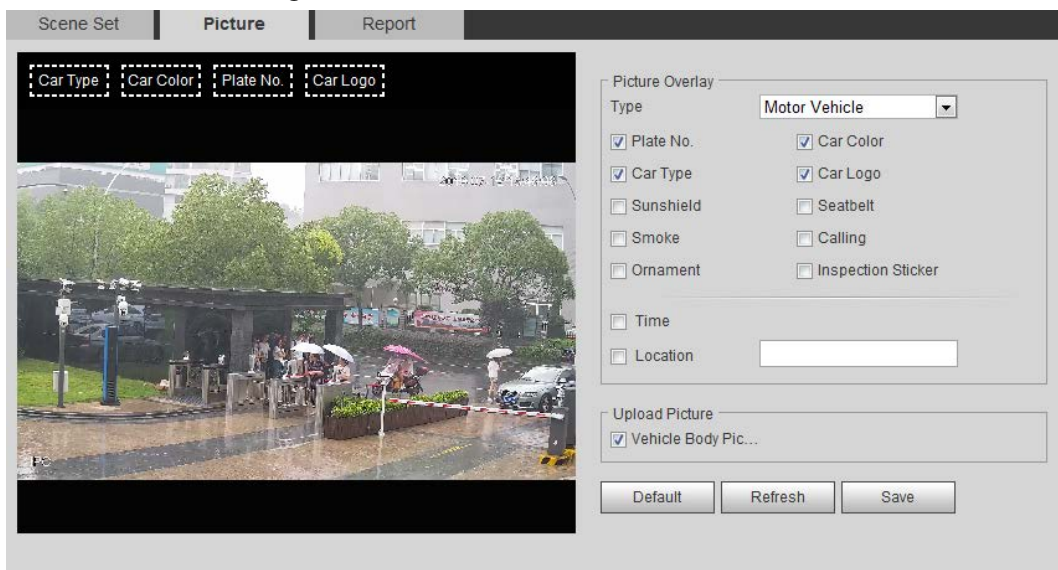 Scene Set Picture Report
Car Type Car Color Plate No. Car Logo
Picture Overlay
Type Motor Vehicle
Plate No. Car Color
Car Type Car Logo
Sunshield Seatbelt
Smoke Calling
Ornament Inspection Sticker
Time
Location
Upload Picture
Vehicle Body Pic...
Default Refresh Save